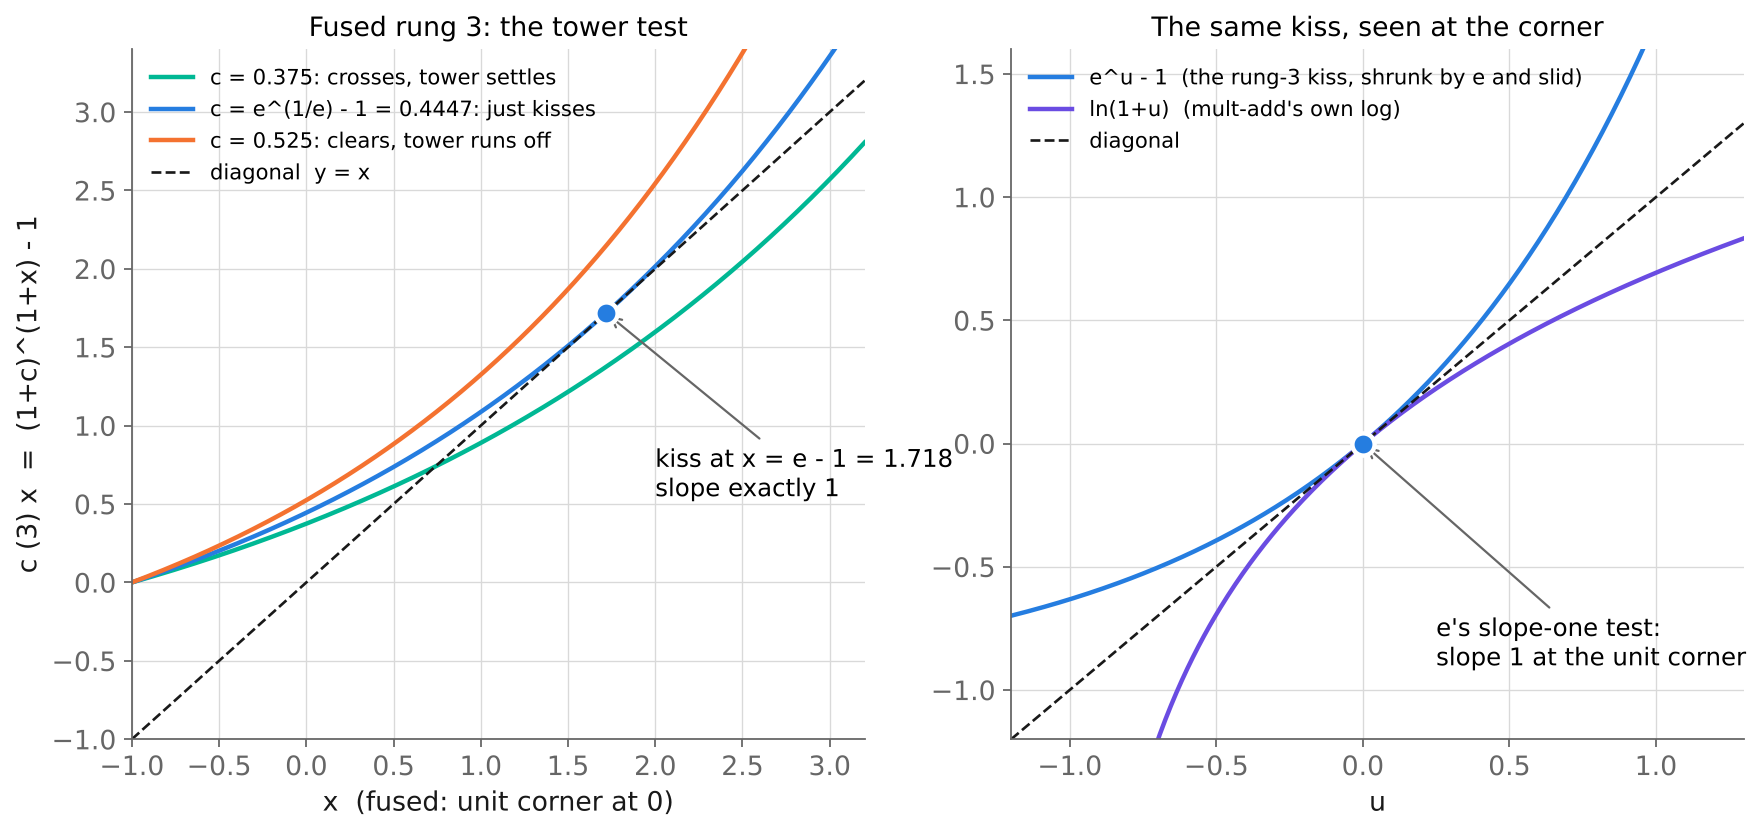 Fused rung 3: the tower test
c = 0.375: crosses, tower settles
c = e^(1/e) - 1 = 0.4447: just kisses
c = 0.525: clears, tower runs off
diagonal  y = x
kiss at x = e - 1 = 1.718
slope exactly 1
c (3) x  =  (1+c)^(1+x) - 1
3.0
2.5
2.0
1.5
1.0
0.5
0.0
−0.5
−1.0
−1.0
−0.5
0.0
0.5
1.0
1.5
2.0
2.5
3.0
x  (fused: unit corner at 0)
The same kiss, seen at the corner
e^u - 1  (the rung-3 kiss, shrunk by e and slid)
ln(1+u)  (mult-add's own log)
diagonal
e's slope-one test:
slope 1 at the unit corner
1.5
1.0
0.5
0.0
−0.5
−1.0
−1.0
−0.5
0.0
0.5
1.0
u